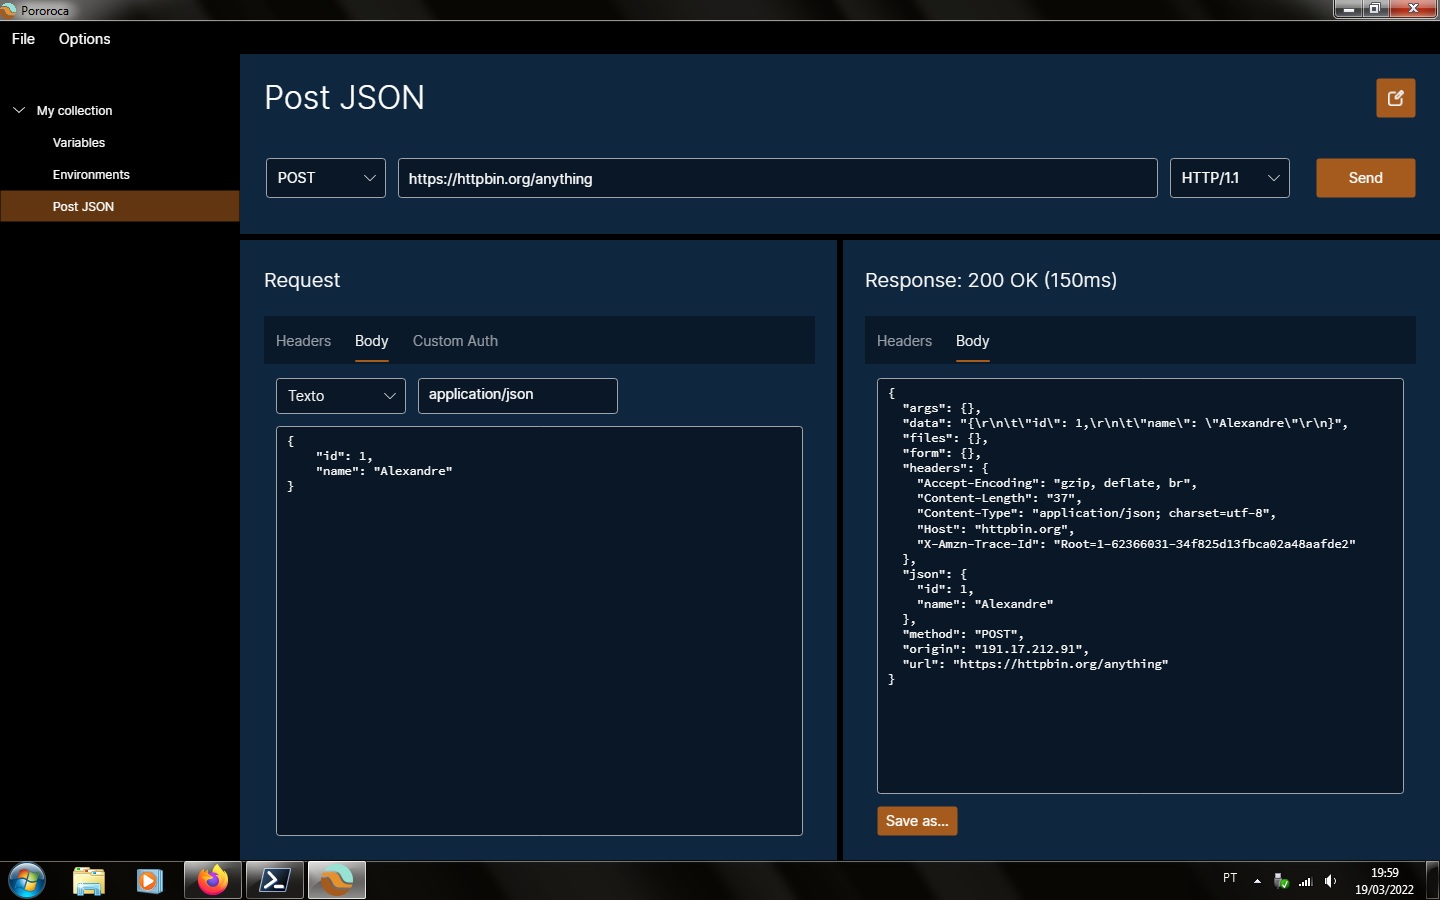 Pororoca
File Options
My collection
Variables
Environments
Post JSON
Post JSON
POST
https://httpbin.org/anything
HTTP/1.1
Send
Request
Headers Body Custom Auth
Texto
application/json
{
    "id": 1,
    "name": "Alexandre"
}
Response: 200 OK (150ms)
Headers Body
{
  "args": {},
  "data": "{\r\n\t\"id\": 1,\r\n\t\"name\": \"Alexandre\"\r\n}",
  "files": {},
  "form": {},
  "headers": {
    "Accept-Encoding": "gzip, deflate, br",
    "Content-Length": "37",
    "Content-Type": "application/json; charset=utf-8",
    "Host": "httpbin.org",
    "X-Amzn-Trace-Id": "Root=1-62366031-34f825d13fbca02a48aafde2"
  },
  "json": {
    "id": 1,
    "name": "Alexandre"
  },
  "method": "POST",
  "origin": "191.17.212.91",
  "url": "https://httpbin.org/anything"
}
Save as...
PT
19:59
19/03/2022